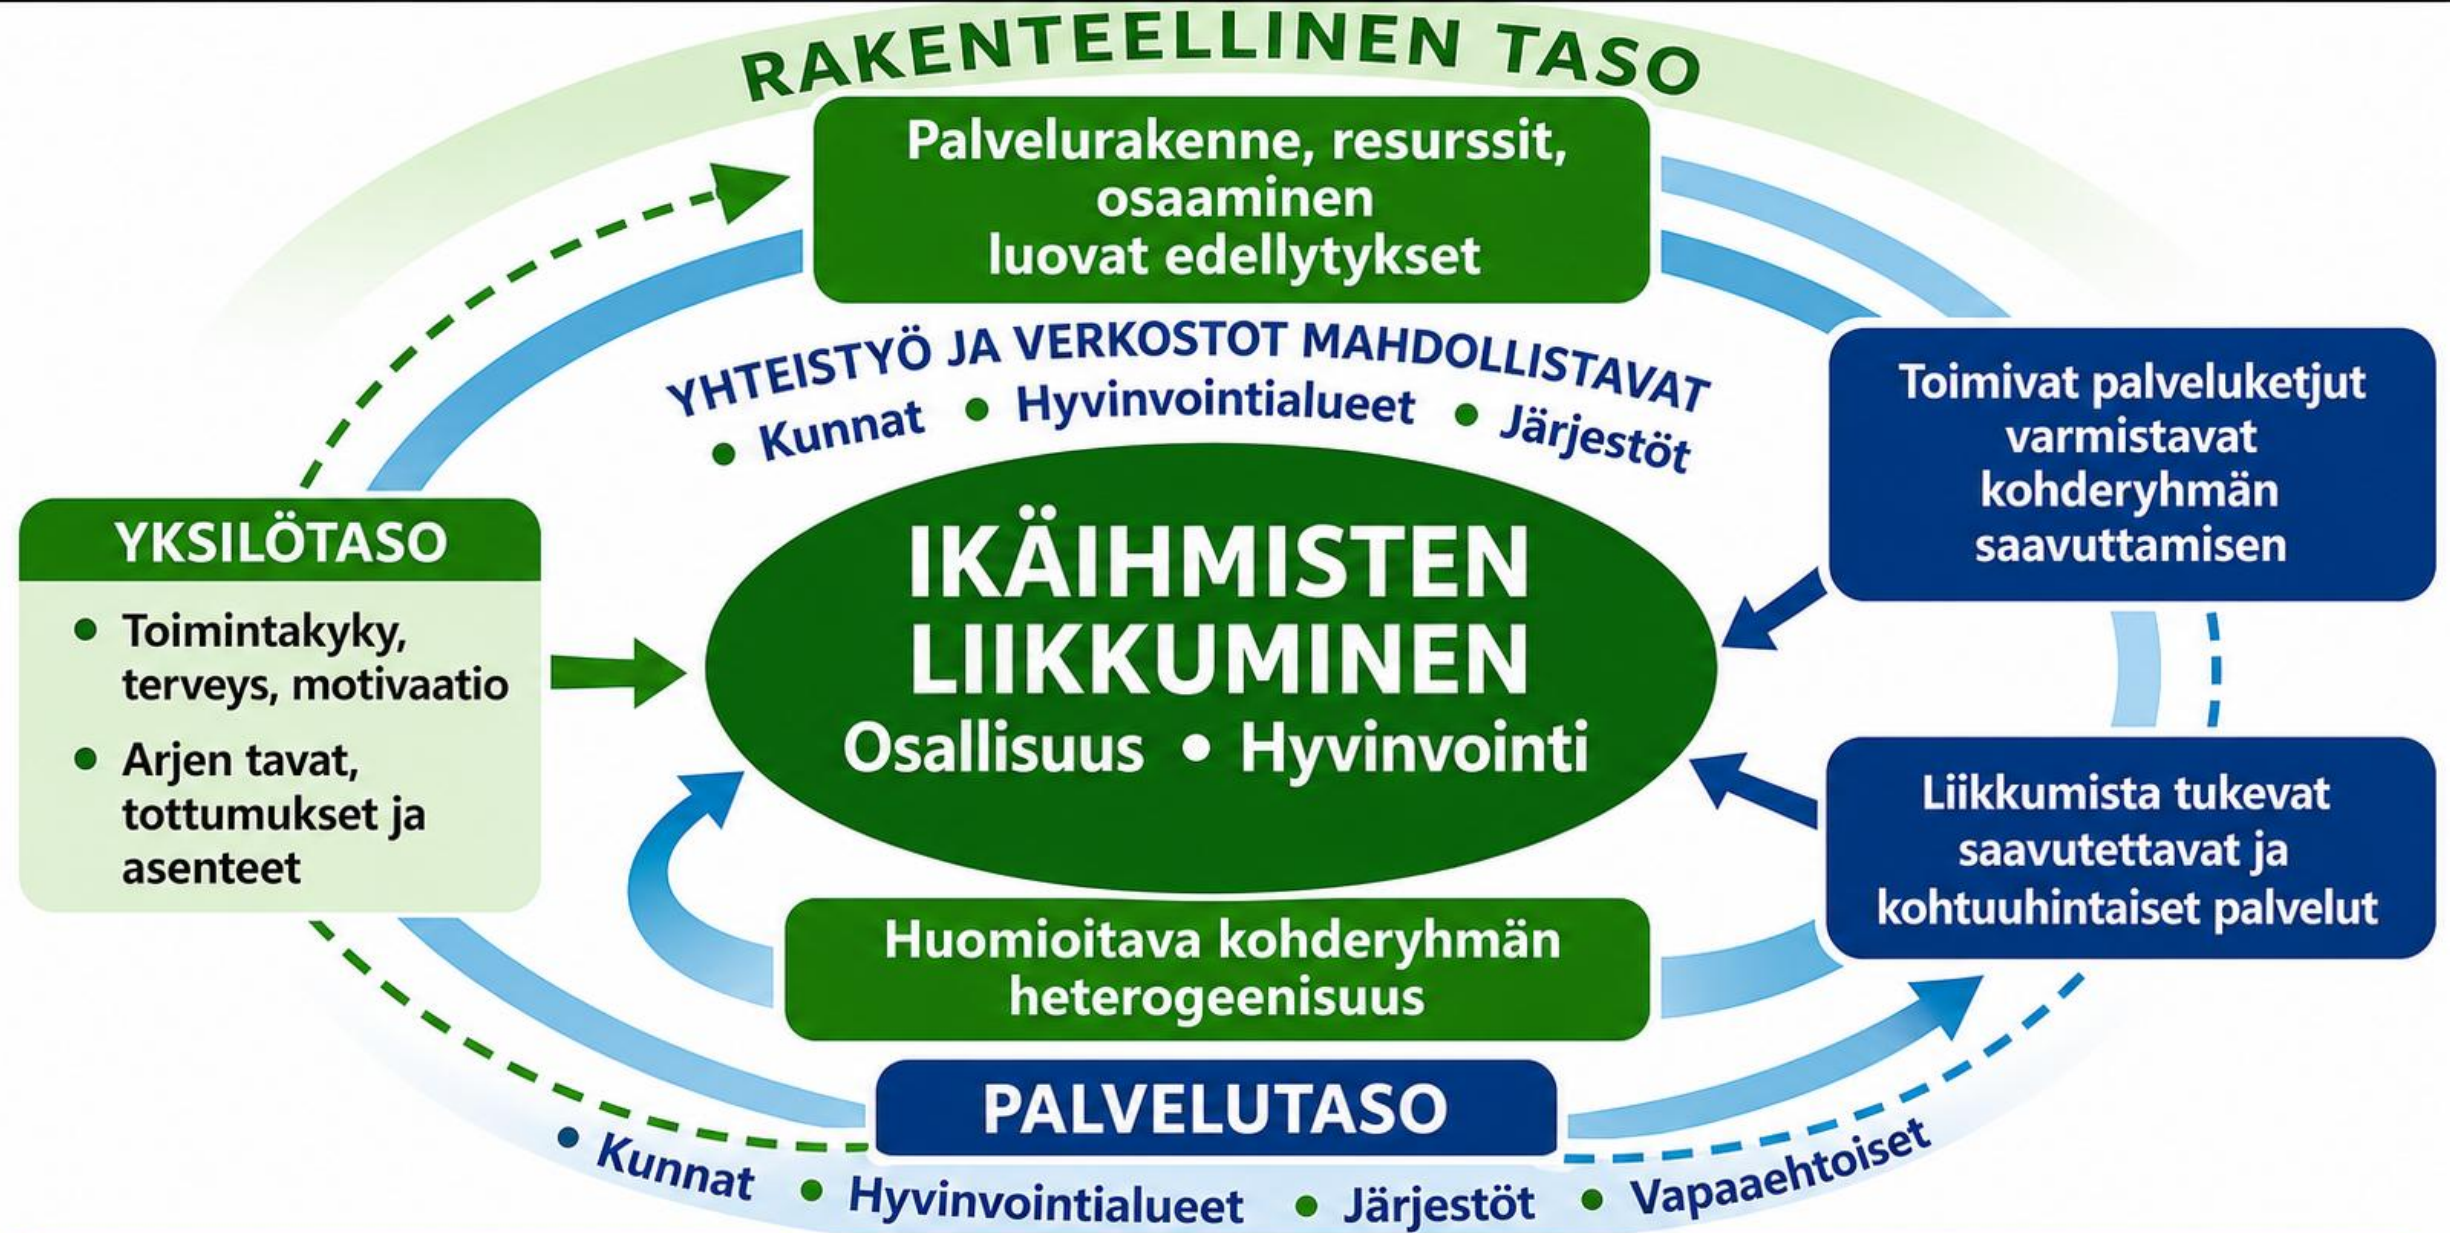 RAKENTEELLINEN TASO
Palvelurakenne, resurssit,
osaaminen
luovat edellytykset
YHTEISTYÖ JA VERKOSTOT MAHDOLLISTAVAT
• Kunnat • Hyvinvointialueet • Järjestöt
Toimivat palveluketjut
varmistavat
kohderyhmän
saavuttamisen
YKSILÖTASO
• Toimintakyky,
terveys, motivaatio
• Arjen tavat,
tottumukset ja
asenteet
IKÄIHMISTEN
LIIKKUMINEN
Osallisuus • Hyvinvointi
Liikkumista tukevat
saavutettavat ja
kohtuuhintaiset palvelut
Huomioitava kohderyhmän
heterogeenisuus
PALVELUTASO
• Kunnat • Hyvinvointialueet • Järjestöt • Vapaaehtoiset